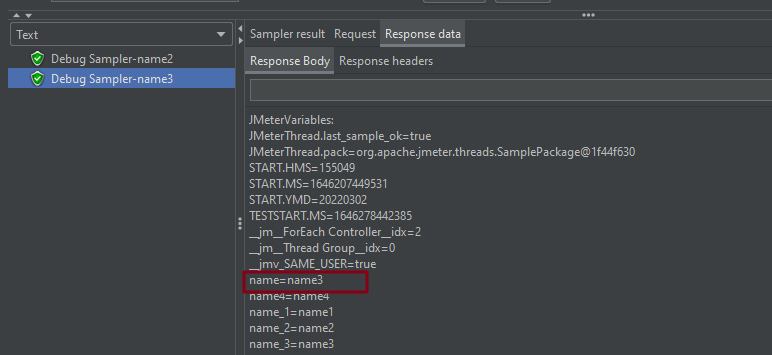 Text
Debug Sampler-name2
Debug Sampler-name3
Sampler result Request Response data
Response Body Response headers
JMeterVariables:
JMeterThread.last_sample_ok=true
JMeterThread.pack=org.apache.jmeter.threads.SamplePackage@1f44f630
START.HMS=155049
START.MS=1646207449531
START.YMD=20220302
TESTSTART.MS=1646278442385
__jm__ForEach Controller__idx=2
__jm__Thread Group__idx=0
__jmv_SAME_USER=true
name=name3
name4=name4
name_1=name1
name_2=name2
name_3=name3